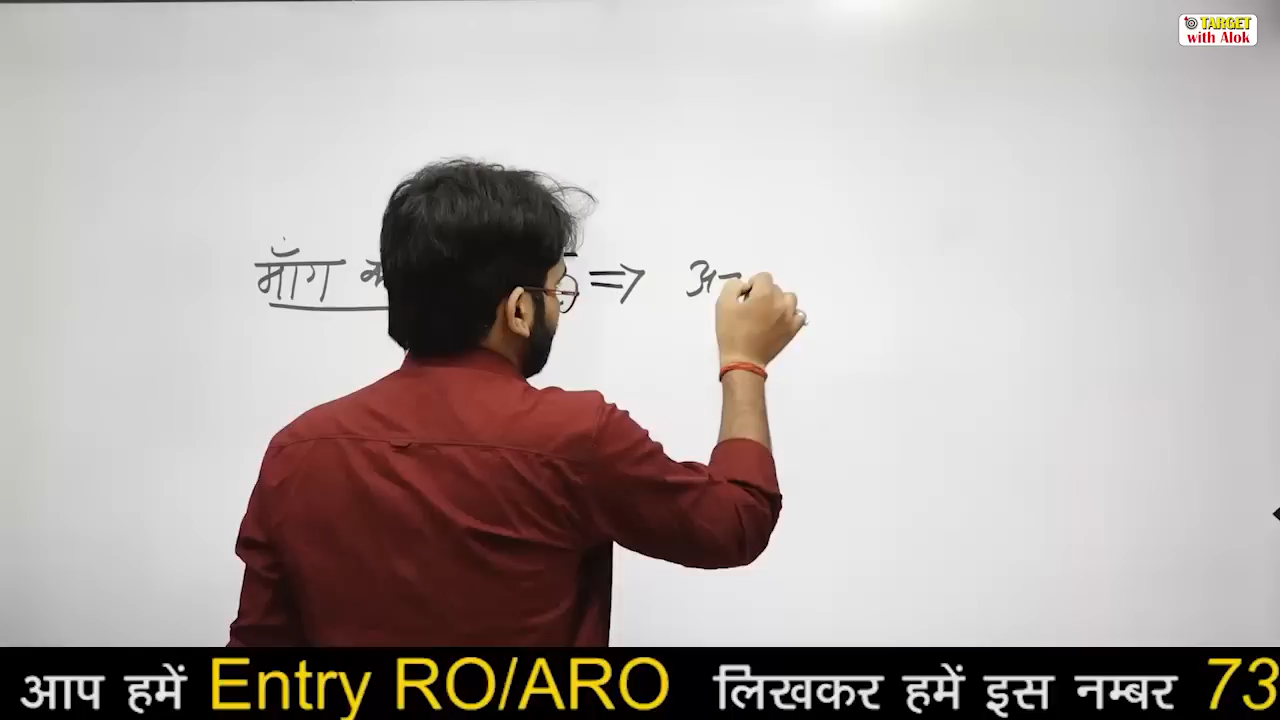 TARGET
with Alok
माँग
आप हमें Entry RO/ARO लिखकर हमें इस नम्बर 73